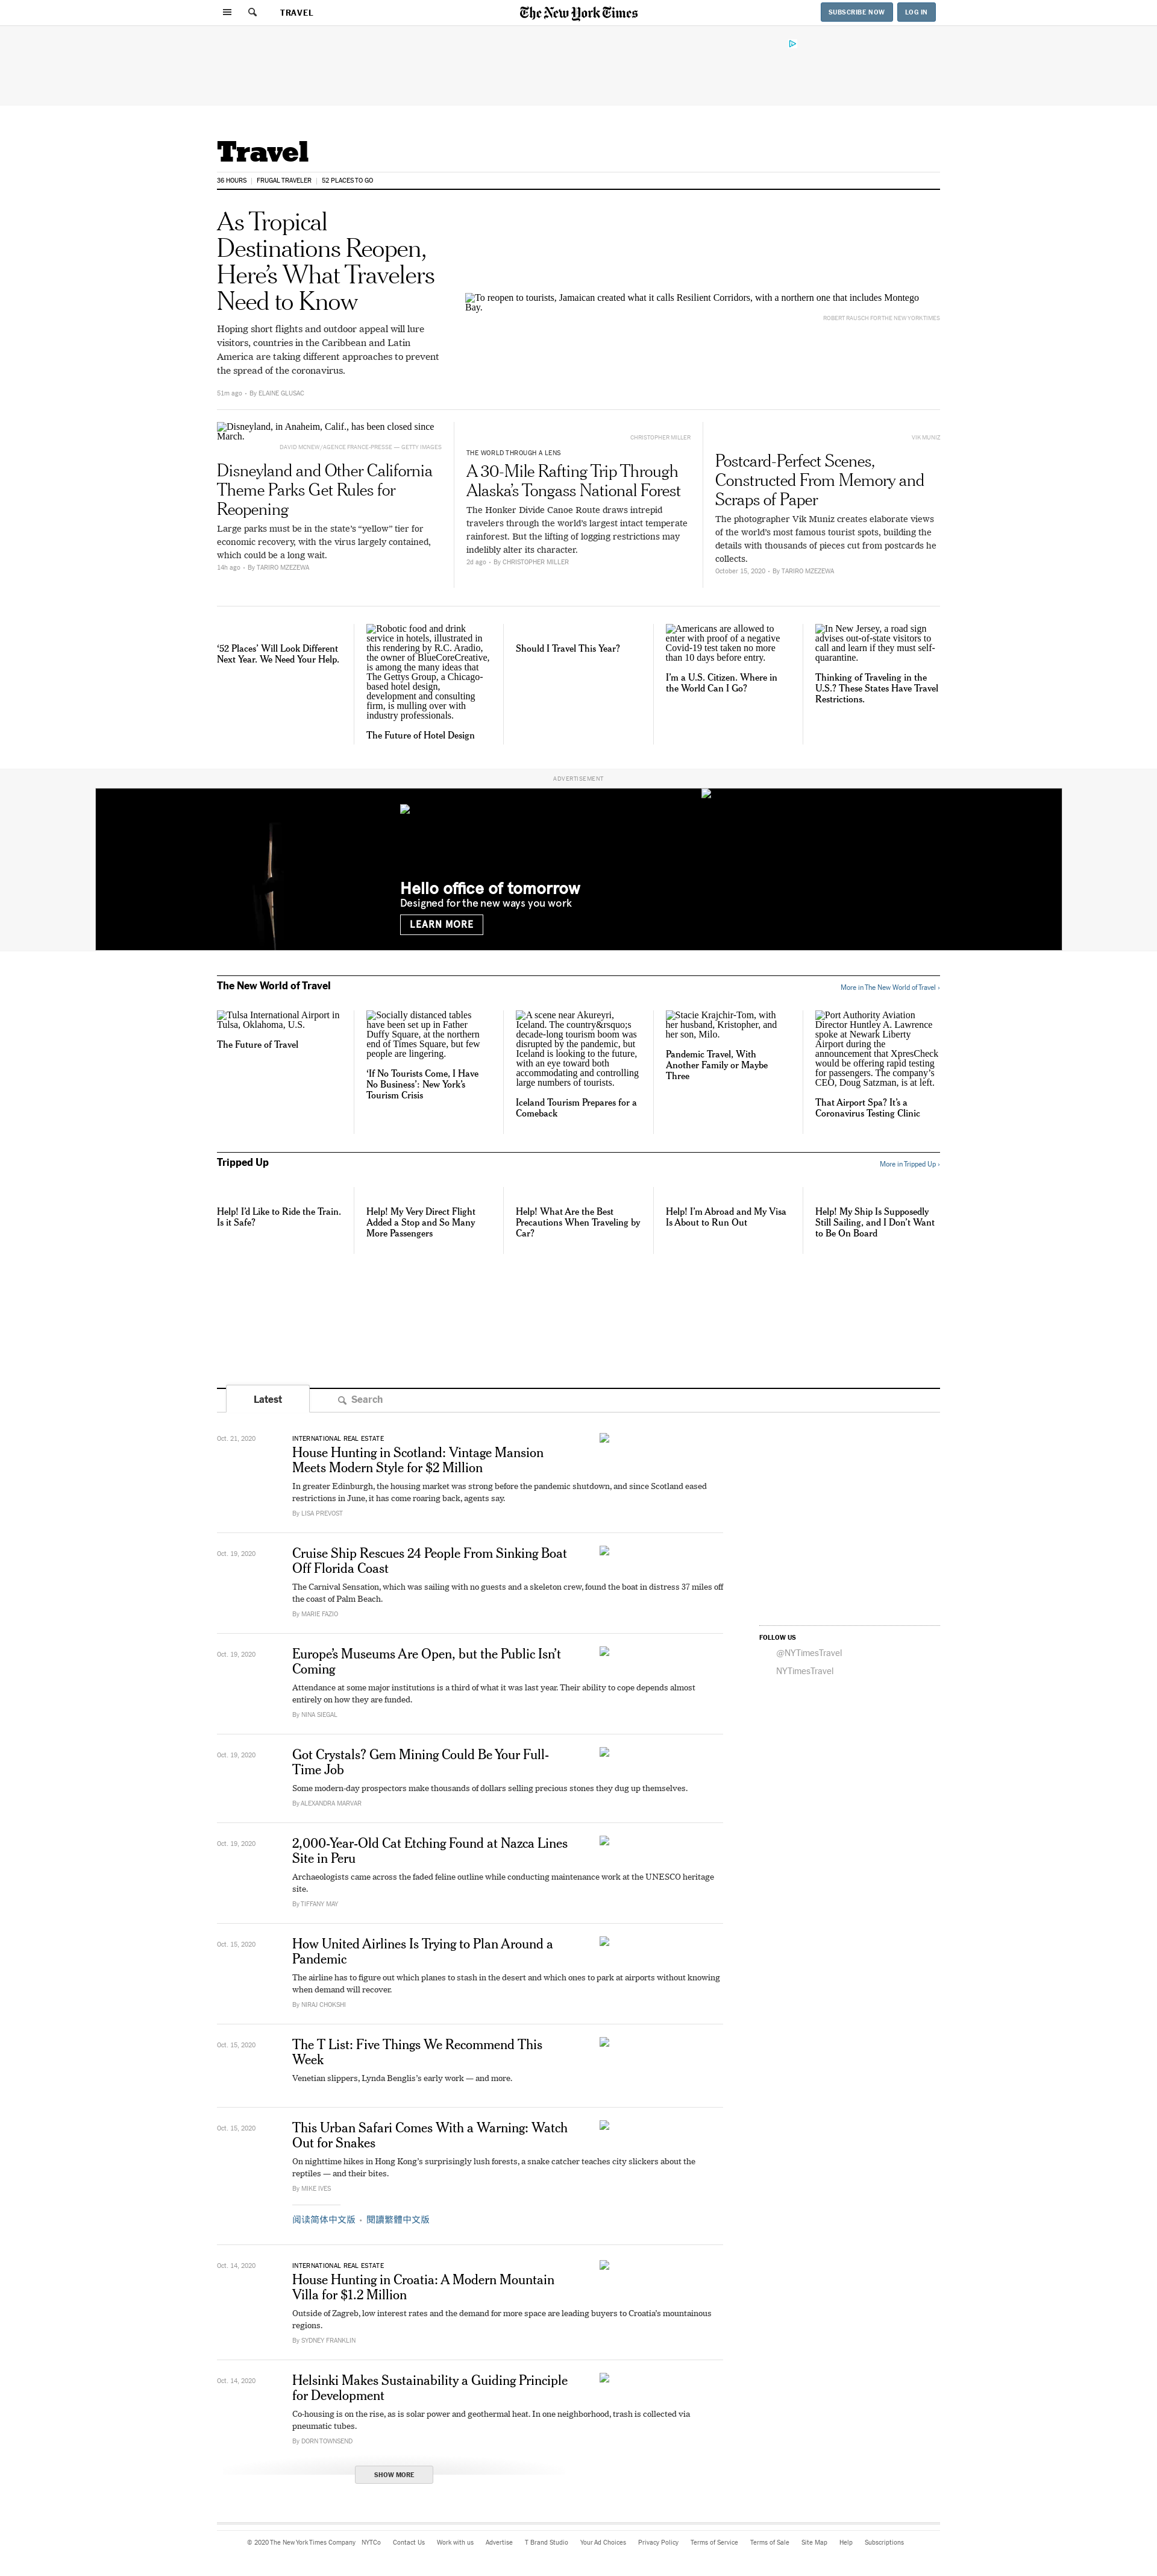 TRAVEL
The New York Times
SUBSCRIBE NOW
LOG IN
Travel
36 HOURS
FRUGAL TRAVELER
52 PLACES TO GO
As Tropical
Destinations Reopen,
Here's What Travelers
Need to Know
Hoping short flights and outdoor appeal will lure
visitors, countries in the Caribbean and Latin
America are taking different approaches to prevent
the spread of the coronavirus.
51m ago - By ELAINE GLUSAC
To reopen to tourists, Jamaican created what it calls Resilient Corridors, with a northern one that includes Montego
Bay.
ROBERT RAUSCH FOR THE NEW YORK TIMES
Disneyland, in Anaheim, Calif., has been closed since
March.
DAVID MCNEW/AGENCE FRANCE-PRESSE — GETTY IMAGES
Disneyland and Other California
Theme Parks Get Rules for
Reopening
Large parks must be in the state's “yellow” tier for
economic recovery, with the virus largely contained,
which could be a long wait.
14h ago - By TARIRO MZEZEWA
CHRISTOPHER MILLER
THE WORLD THROUGH A LENS
A 30-Mile Rafting Trip Through
Alaska's Tongass National Forest
The Honker Divide Canoe Route draws intrepid
travelers through the world's largest intact temperate
rainforest. But the lifting of logging restrictions may
indelibly alter its character.
2d ago - By CHRISTOPHER MILLER
VIK MUNIZ
Postcard-Perfect Scenes,
Constructed From Memory and
Scraps of Paper
The photographer Vik Muniz creates elaborate views
of the world's most famous tourist spots, building the
details with thousands of pieces cut from postcards he
collects.
October 15, 2020 - By TARIRO MZEZEWA
‘52 Places’ Will Look Different
Next Year. We Need Your Help.
Robotic food and drink
service in hotels, illustrated in
this rendering by R.C. Aradio,
the owner of BlueCoreCreative,
is among the many ideas that
The Gettys Group, a Chicago-
based hotel design,
development and consulting
firm, is mulling over with
industry professionals.
The Future of Hotel Design
Should I Travel This Year?
Americans are allowed to
enter with proof of a negative
Covid-19 test taken no more
than 10 days before entry.
I'm a U.S. Citizen. Where in
the World Can I Go?
In New Jersey, a road sign
advises out-of-state visitors to
call and learn if they must self-
quarantine.
Thinking of Traveling in the
U.S.? These States Have Travel
Restrictions.
ADVERTISEMENT
Hello office of tomorrow
Designed for the new ways you work
LEARN MORE
The New World of Travel
More in The New World of Travel ›
Tulsa International Airport in
Tulsa, Oklahoma, U.S.
The Future of Travel
Socially distanced tables
have been set up in Father
Duffy Square, at the northern
end of Times Square, but few
people are lingering.
‘If No Tourists Come, I Have
No Business’: New York's
Tourism Crisis
A scene near Akureyri,
Iceland. The country&rsquo;s
decade-long tourism boom was
disrupted by the pandemic, but
Iceland is looking to the future,
with an eye toward both
accommodating and controlling
large numbers of tourists.
Iceland Tourism Prepares for a
Comeback
Stacie Krajchir-Tom, with
her husband, Kristopher, and
her son, Milo.
Pandemic Travel, With
Another Family or Maybe
Three
Port Authority Aviation
Director Huntley A. Lawrence
spoke at Newark Liberty
Airport during the
announcement that XpresCheck
would be offering rapid testing
for passengers. The company's
CEO, Doug Satzman, is at left.
That Airport Spa? It's a
Coronavirus Testing Clinic
Tripped Up
More in Tripped Up ›
Help! I'd Like to Ride the Train.
Is it Safe?
Help! My Very Direct Flight
Added a Stop and So Many
More Passengers
Help! What Are the Best
Precautions When Traveling by
Car?
Help! I'm Abroad and My Visa
Is About to Run Out
Help! My Ship Is Supposedly
Still Sailing, and I Don't Want
to Be On Board
Latest
Search
Oct. 21, 2020
INTERNATIONAL REAL ESTATE
House Hunting in Scotland: Vintage Mansion
Meets Modern Style for $2 Million
In greater Edinburgh, the housing market was strong before the pandemic shutdown, and since Scotland eased
restrictions in June, it has come roaring back, agents say.
By LISA PREVOST
Oct. 19, 2020
Cruise Ship Rescues 24 People From Sinking Boat
Off Florida Coast
The Carnival Sensation, which was sailing with no guests and a skeleton crew, found the boat in distress 37 miles off
the coast of Palm Beach.
By MARIE FAZIO
FOLLOW US
@NYTimesTravel
NYTimesTravel
Oct. 19, 2020
Europe's Museums Are Open, but the Public Isn't
Coming
Attendance at some major institutions is a third of what it was last year. Their ability to cope depends almost
entirely on how they are funded.
By NINA SIEGAL
Oct. 19, 2020
Got Crystals? Gem Mining Could Be Your Full-
Time Job
Some modern-day prospectors make thousands of dollars selling precious stones they dug up themselves.
By ALEXANDRA MARVAR
Oct. 19, 2020
2,000-Year-Old Cat Etching Found at Nazca Lines
Site in Peru
Archaeologists came across the faded feline outline while conducting maintenance work at the UNESCO heritage
site.
By TIFFANY MAY
Oct. 15, 2020
How United Airlines Is Trying to Plan Around a
Pandemic
The airline has to figure out which planes to stash in the desert and which ones to park at airports without knowing
when demand will recover.
By NIRAJ CHOKSHI
Oct. 15, 2020
The T List: Five Things We Recommend This
Week
Venetian slippers, Lynda Benglis's early work — and more.
Oct. 15, 2020
This Urban Safari Comes With a Warning: Watch
Out for Snakes
On nighttime hikes in Hong Kong's surprisingly lush forests, a snake catcher teaches city slickers about the
reptiles — and their bites.
By MIKE IVES
阅读简体中文版 · 閱讀繁體中文版
Oct. 14, 2020
INTERNATIONAL REAL ESTATE
House Hunting in Croatia: A Modern Mountain
Villa for $1.2 Million
Outside of Zagreb, low interest rates and the demand for more space are leading buyers to Croatia's mountainous
regions.
By SYDNEY FRANKLIN
Oct. 14, 2020
Helsinki Makes Sustainability a Guiding Principle
for Development
Co-housing is on the rise, as is solar power and geothermal heat. In one neighborhood, trash is collected via
pneumatic tubes.
By DORN TOWNSEND
SHOW MORE
© 2020 The New York Times Company NYTCo Contact Us Work with us Advertise T Brand Studio Your Ad Choices Privacy Policy Terms of Service Terms of Sale Site Map Help Subscriptions